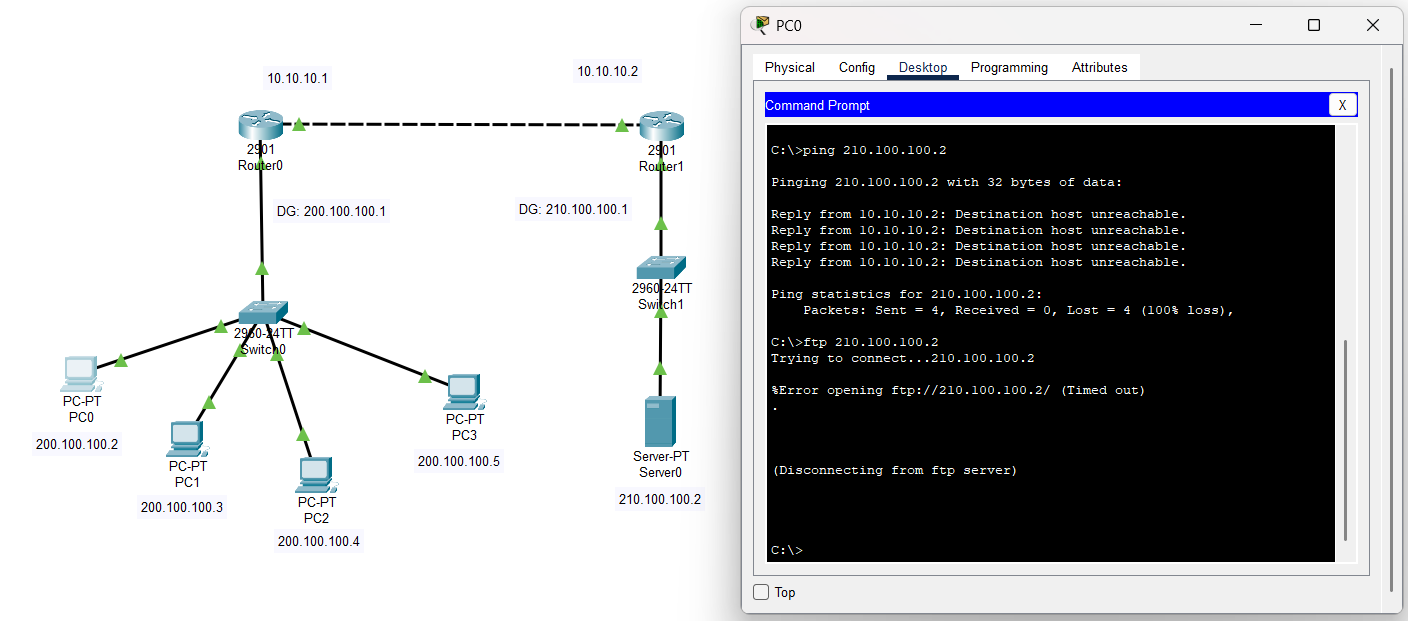 10.10.10.1
10.10.10.2
2901
Router0
2901
Router1
DG: 200.100.100.1
DG: 210.100.100.1
2960-24TT
Switch1
2960-24TT
Switch0
PC-PT
PC0
200.100.100.2
PC-PT
PC1
200.100.100.3
PC-PT
PC2
200.100.100.4
PC-PT
PC3
200.100.100.5
Server-PT
Server0
210.100.100.2
PC0
Physical Config Desktop Programming Attributes
Command Prompt X
C:\>ping 210.100.100.2
Pinging 210.100.100.2 with 32 bytes of data:
Reply from 10.10.10.2: Destination host unreachable.
Reply from 10.10.10.2: Destination host unreachable.
Reply from 10.10.10.2: Destination host unreachable.
Reply from 10.10.10.2: Destination host unreachable.
Ping statistics for 210.100.100.2:
Packets: Sent = 4, Received = 0, Lost = 4 (100% loss),
C:\>ftp 210.100.100.2
Trying to connect...210.100.100.2
%Error opening ftp://210.100.100.2/ (Timed out)
.
(Disconnecting from ftp server)
C:\>
Top